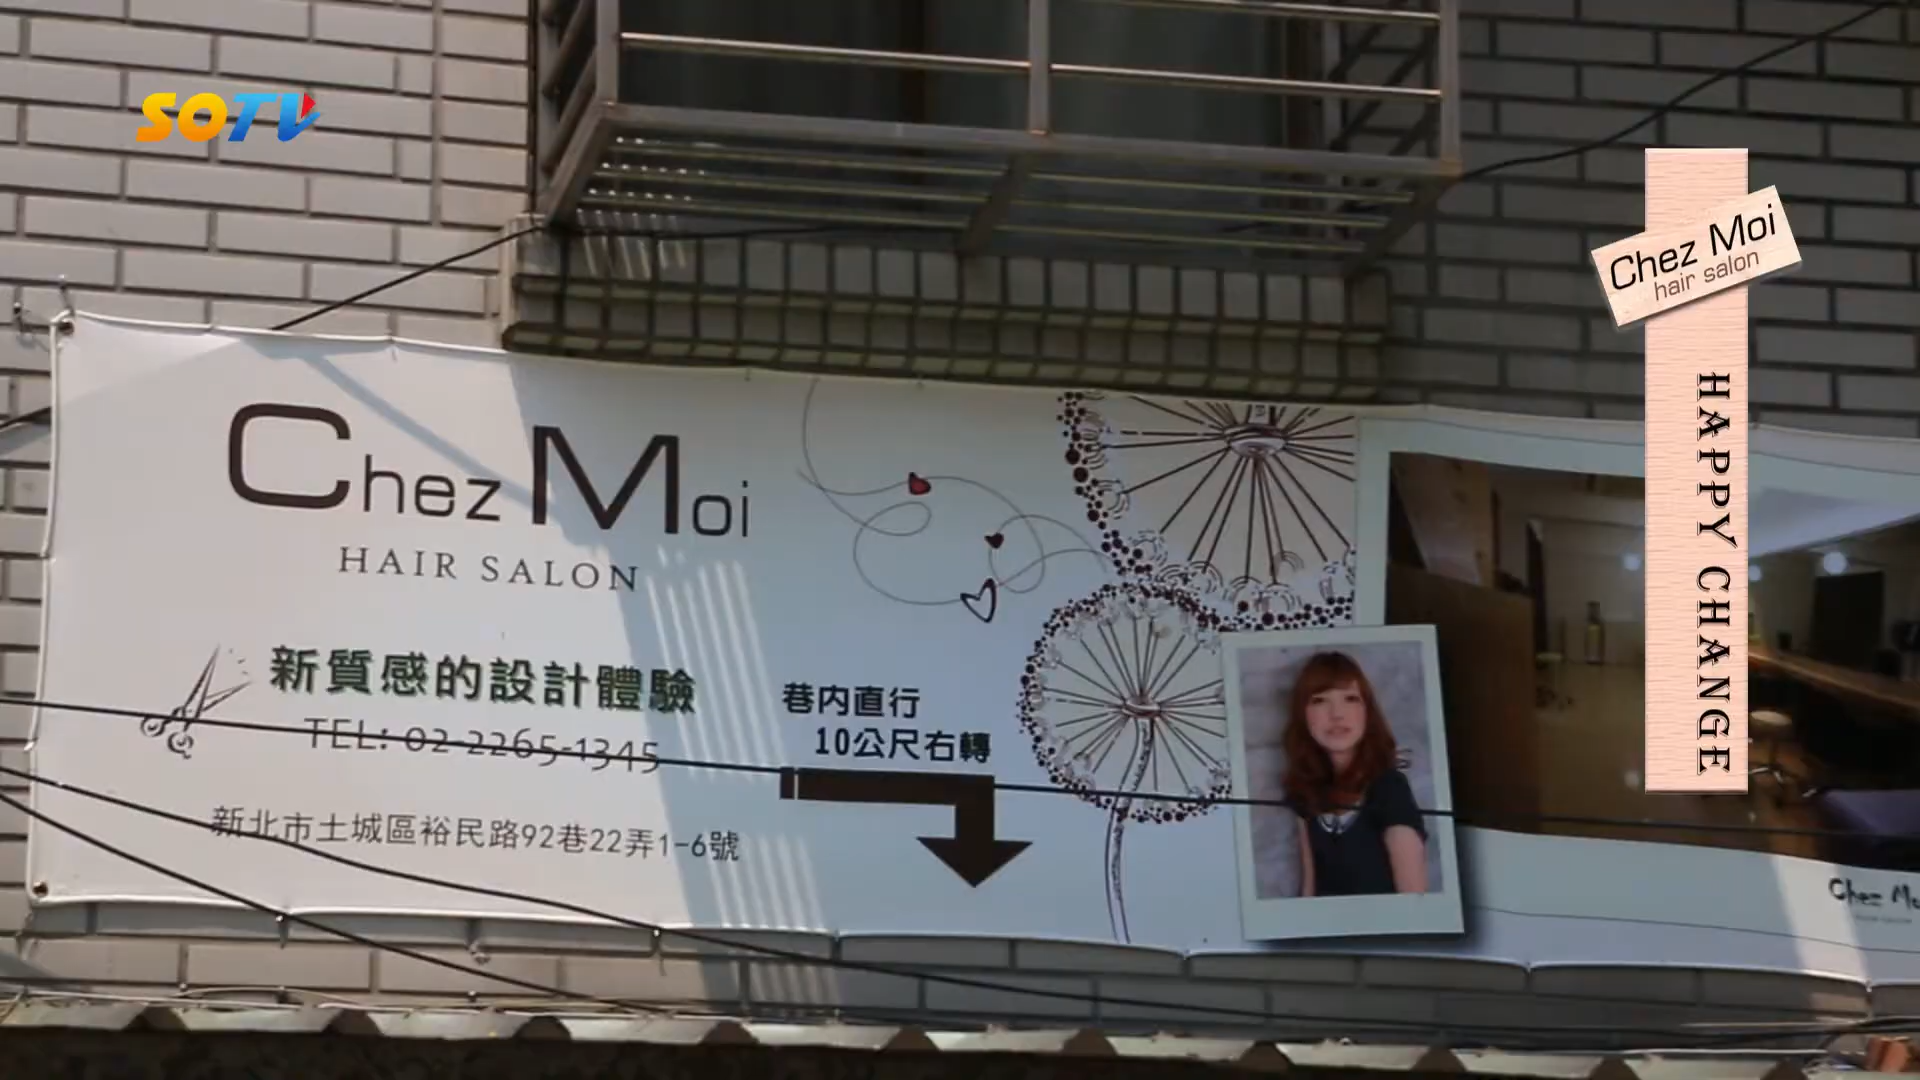 SOTV
Chez Moi
HAIR SALON
新質感的設計體驗
TEL: 02-2265-1345
新北市土城區裕民路92巷22弄1-6號
巷內直行
10公尺右轉
Chez Moi
hair salon
HAPPY CHANGE
Chez